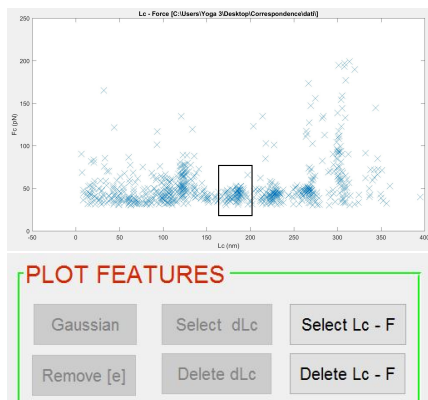 Lc - Force [C:\Users\Yoga 3\Desktop\Correspondence\dati\]
250
200
150
100
50
0
Fc (pN)
-50 0 50 100 150 200 250 300 350 400
Lc (nm)
PLOT FEATURES
Gaussian Select dLc Select Lc - F
Remove [e] Delete dLc Delete Lc - F